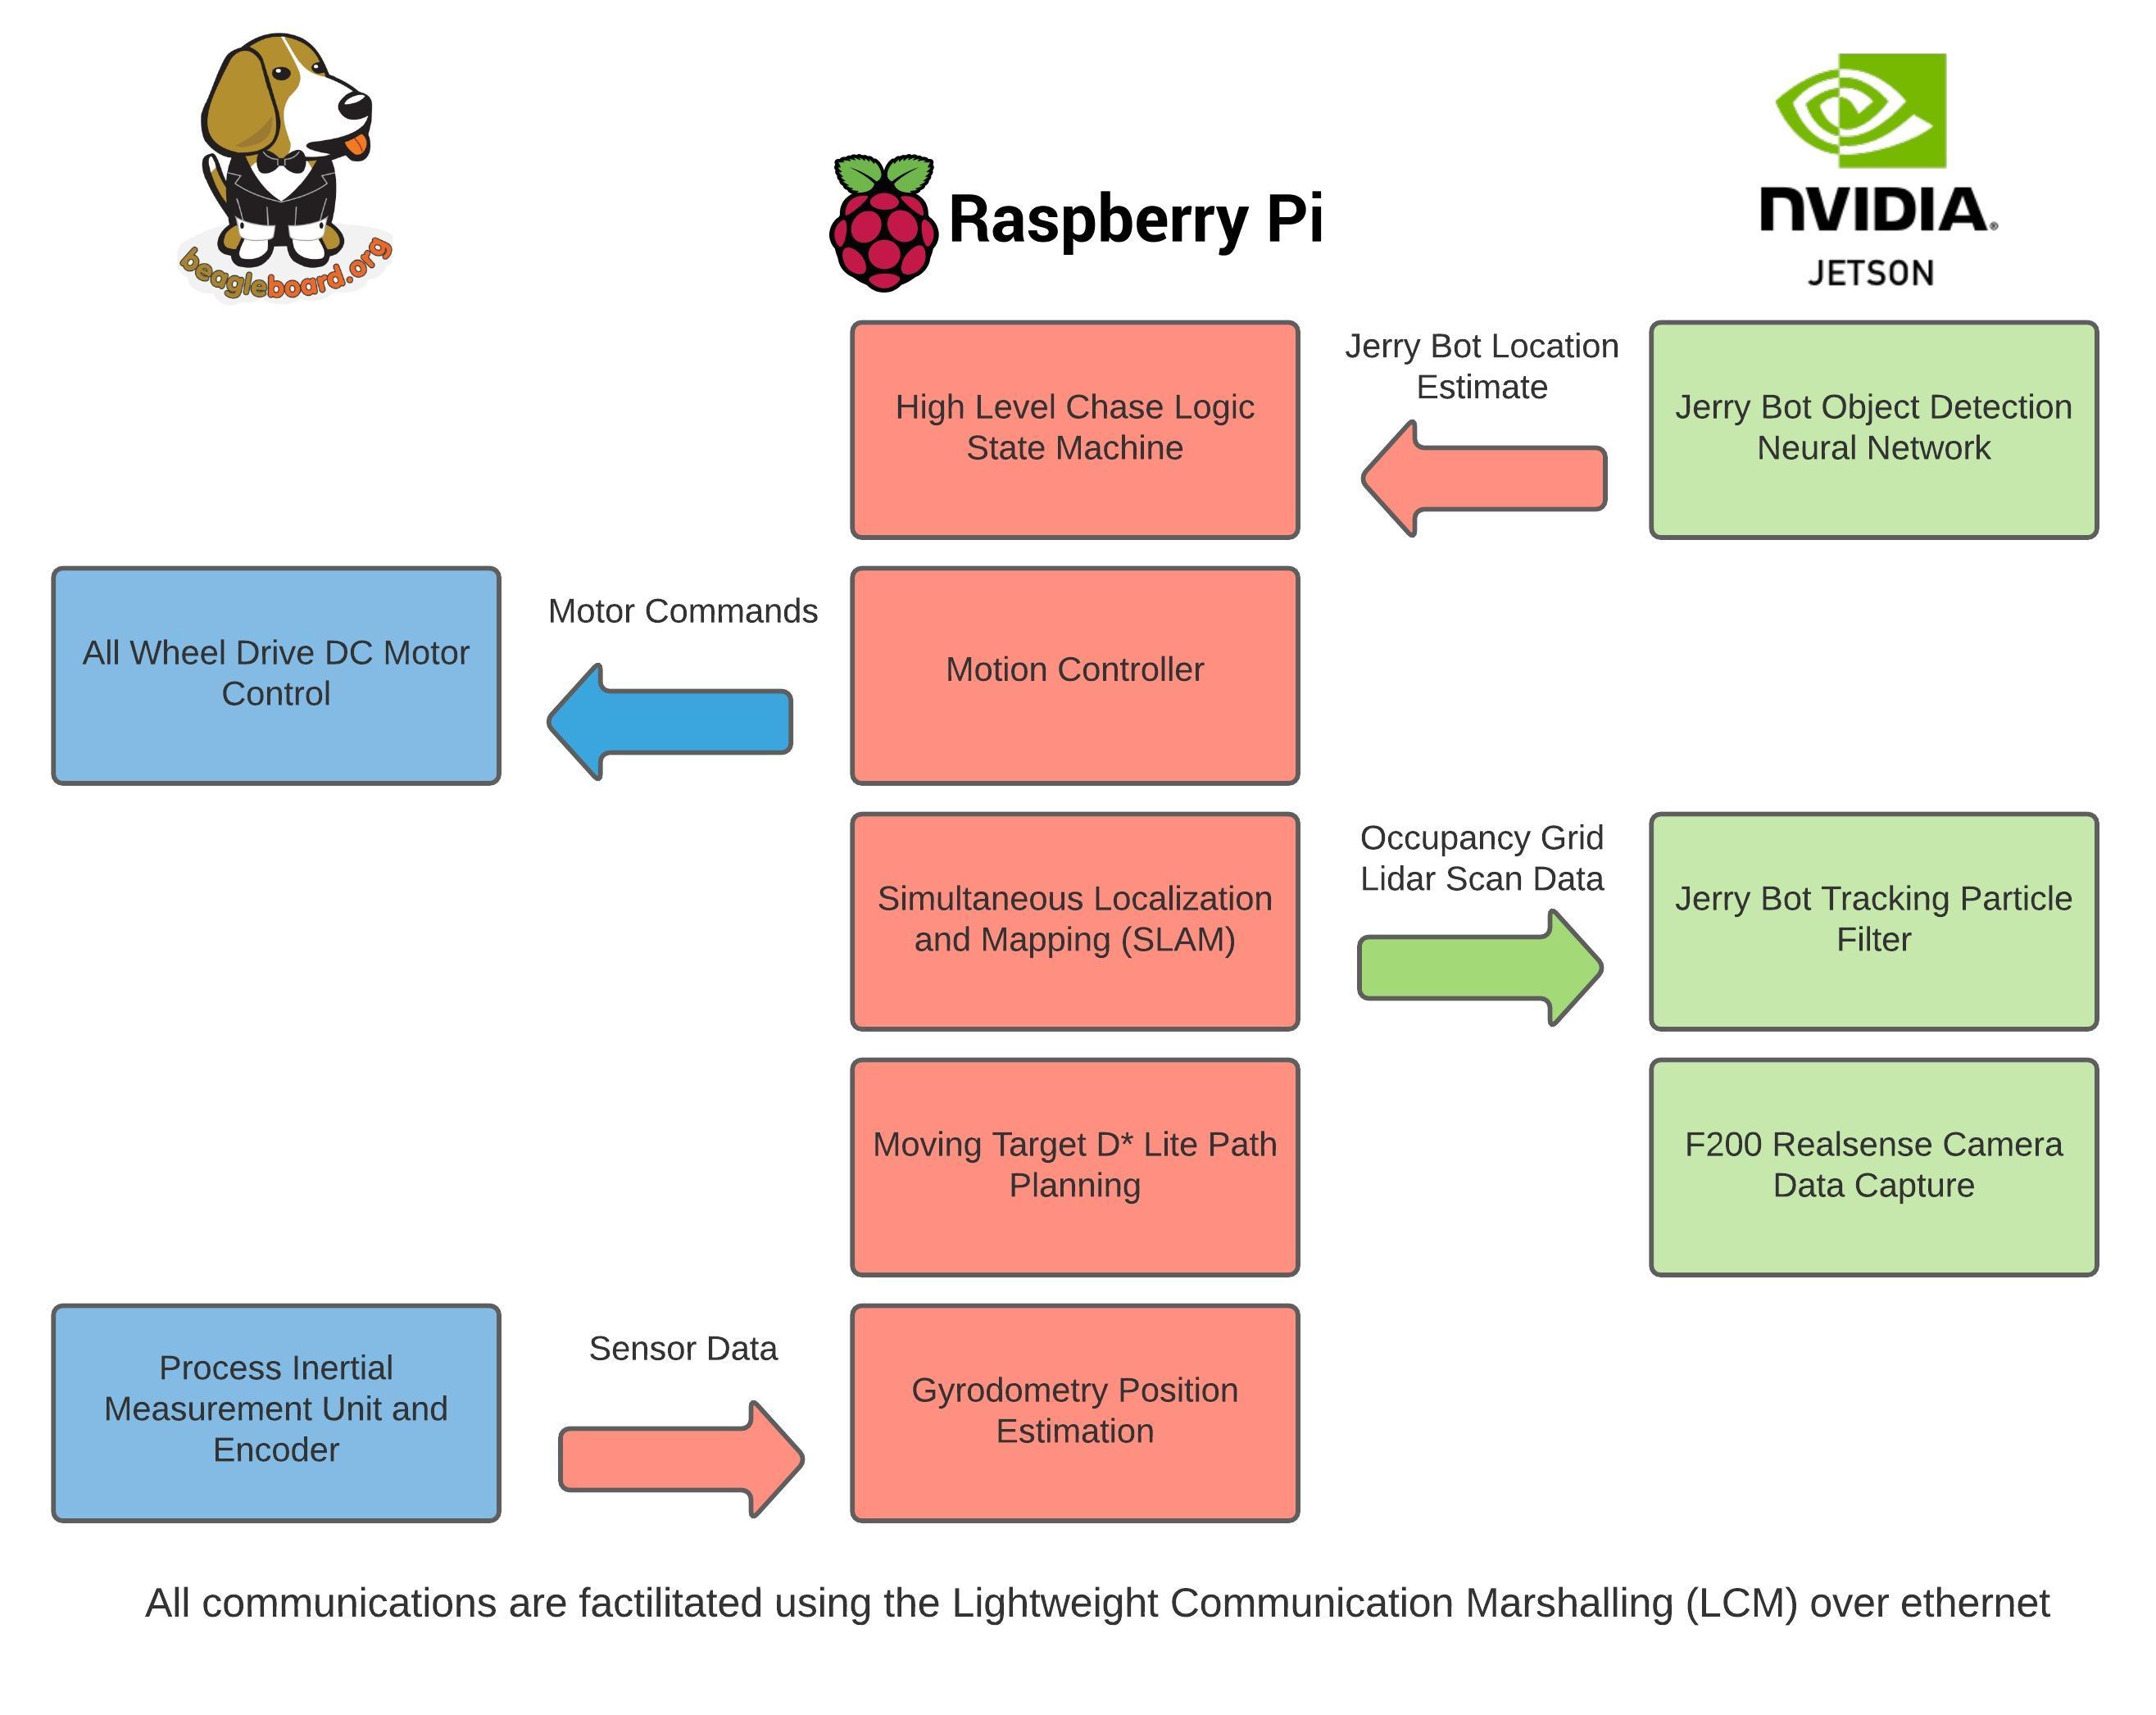 beagleboard.org
Raspberry Pi
NVIDIA®
JETSON
High Level Chase Logic
State Machine
Jerry Bot Location
Estimate
Jerry Bot Object Detection
Neural Network
All Wheel Drive DC Motor
Control
Motor Commands
Motion Controller
Simultaneous Localization
and Mapping (SLAM)
Occupancy Grid
Lidar Scan Data
Jerry Bot Tracking Particle
Filter
Moving Target D* Lite Path
Planning
F200 Realsense Camera
Data Capture
Process Inertial
Measurement Unit and
Encoder
Sensor Data
Gyrodometry Position
Estimation
All communications are factilitated using the Lightweight Communication Marshalling (LCM) over ethernet